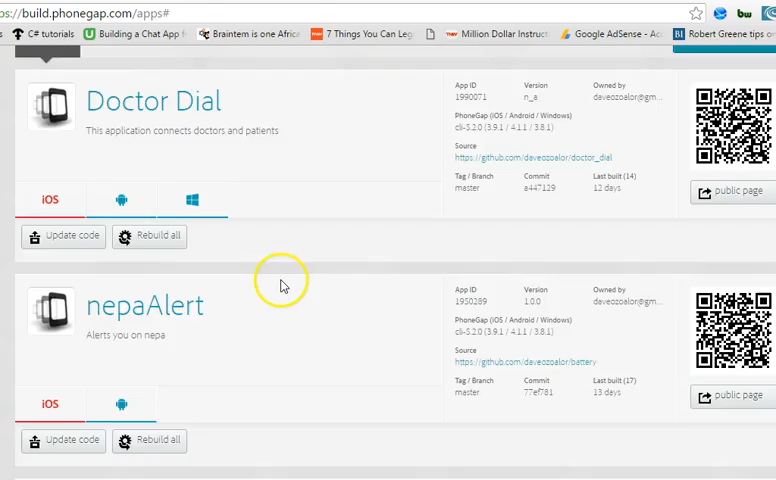 ps://build.phonegap.com/apps#
C# tutorials Building a Chat App f Braintem is one Afric 7 Things You Can Leg Million Dollar Instruct Google AdSense - Acc Robert Greene tips D
Doctor Dial
This application connects doctors and patients
App ID Version Owned by
1990071 n_a daveozoalor@gm...
PhoneGap (iOS / Android / Windows)
cli-5.2.0 (3.9.1 / 4.1.1 / 3.8.1)
Source
https://github.com/daveozoalor/doctor_dial
Tag / Branch Commit Last built (14)
master a447129 12 days
public page
iOS
Update code Rebuild all
nepaAlert
Alerts you on nepa
App ID Version Owned by
1950289 1.0.0 daveozoalor@gm...
PhoneGap (iOS / Android / Windows)
cli-5.2.0 (3.9.1 / 4.1.1 / 3.8.1)
Source
https://github.com/daveozoalor/battery
Tag / Branch Commit Last built (17)
master 77ef781 13 days
public page
iOS
Update code Rebuild all